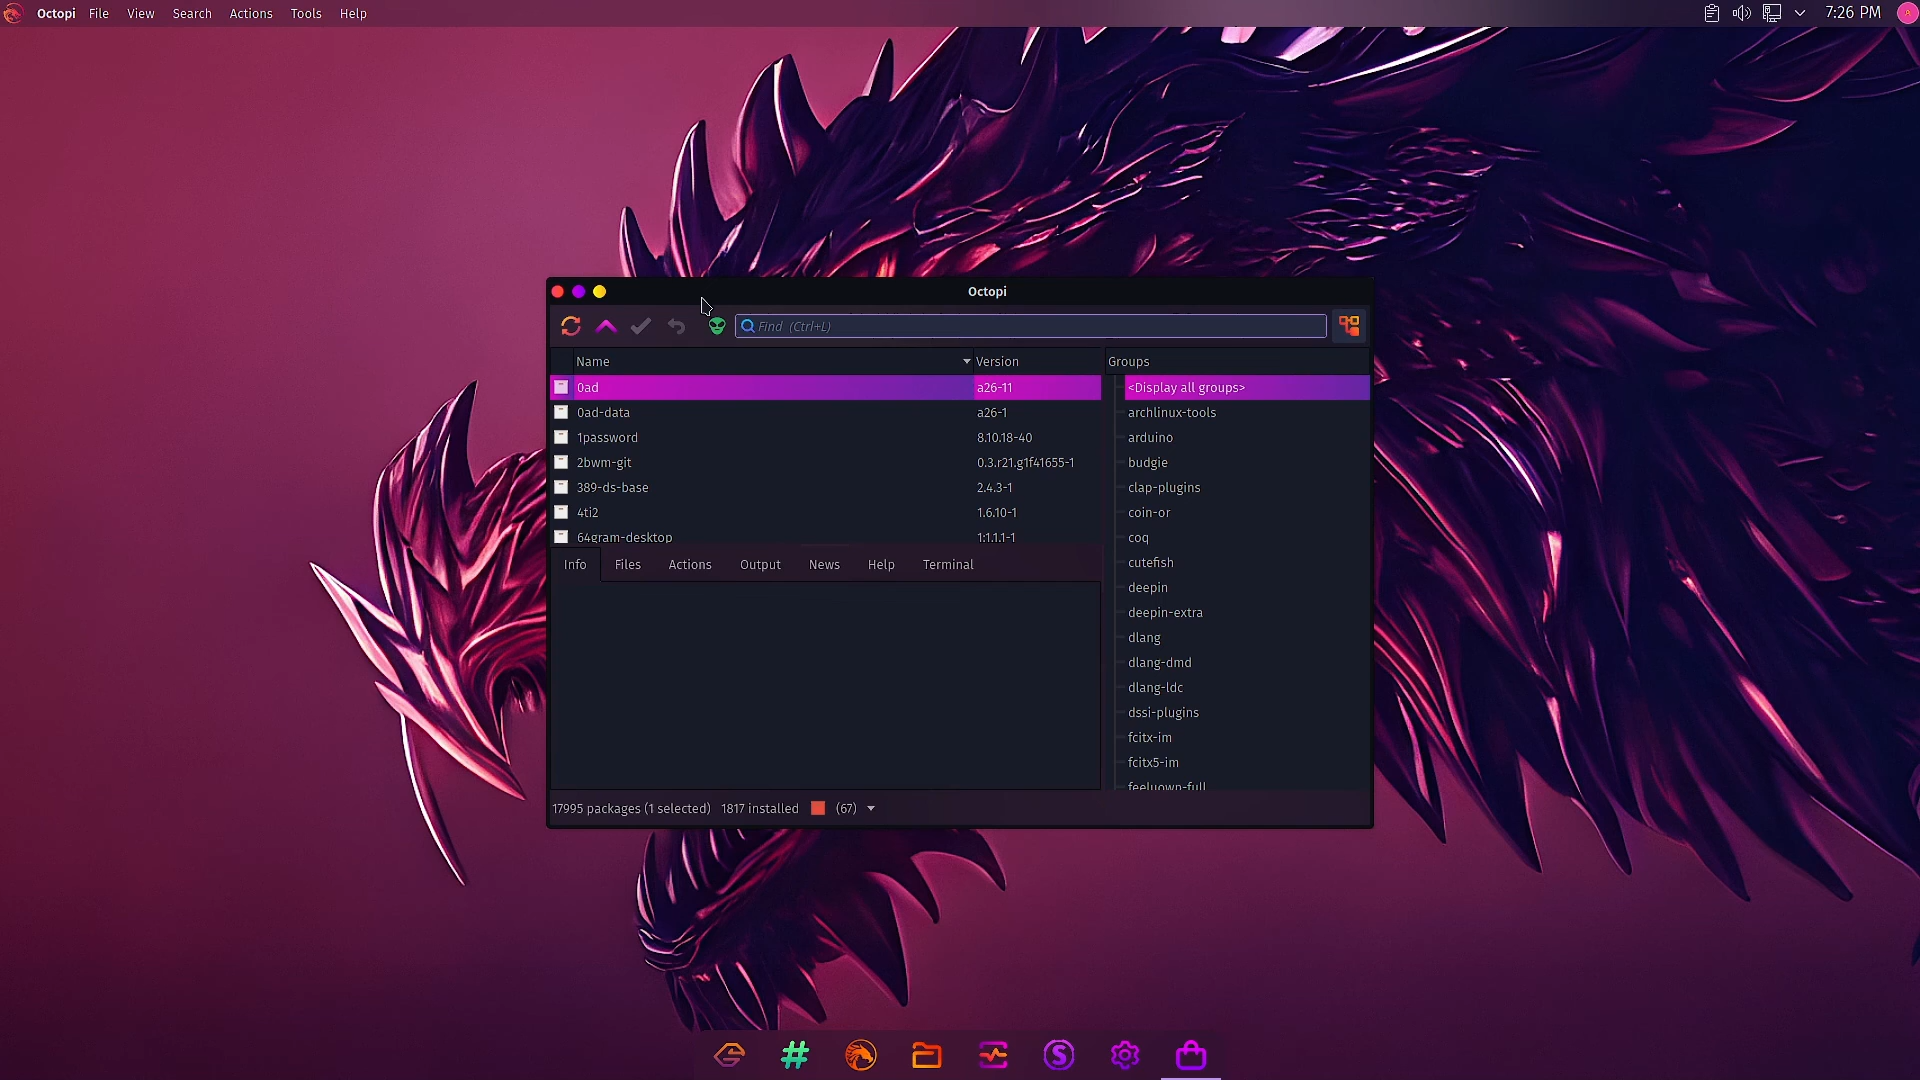 Octopi File View Search Actions Tools Help 7:26 PM
Octopi
Find (Ctrl+L)
Name Version Groups
0ad a26-11 <Display all groups>
0ad-data a26-1 archlinux-tools
1password 8.10.18-40 arduino
2bwm-git 0.3.r21.g1f41655-1 budgie
389-ds-base 2.4.3-1 clap-plugins
4ti2 1.6.10-1 coin-or
64gram-desktop 1:1.1.1-1 coq
Info Files Actions Output News Help Terminal cutefish
deepin
deepin-extra
dlang
dlang-dmd
dlang-ldc
dssi-plugins
fcitx-im
fcitx5-im
feeluown-full
17995 packages (1 selected) 1817 installed (67)